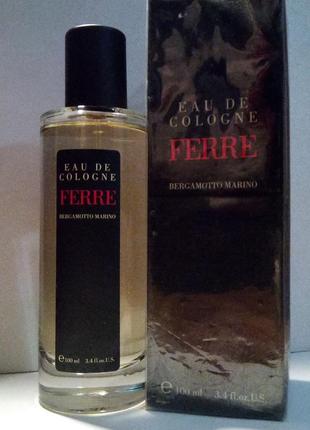 EAU DE
COLOGNE
FERRE
BERGAMOTTO MARINO
℮100 ml 3.4 fl.oz.U.S.
EAU DE
COLOGNE
FERRE
BERGAMOTTO MARINO
℮ 100 ml 3.4 fl.oz.U.S.